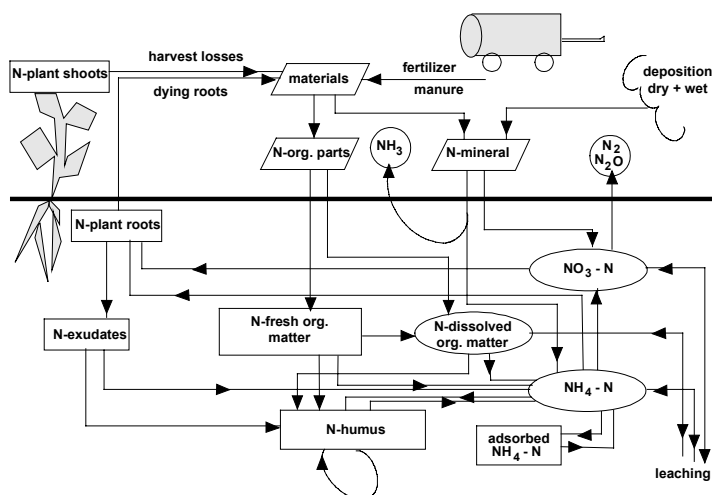 harvest losses
N-plant shoots
materials
fertilizer
manure
deposition
dry + wet
dying roots
N-org. parts
NH3
N-mineral
N2
N2O
N-plant roots
NO3 - N
N-exudates
N-fresh org.
matter
N-dissolved
org. matter
NH4 - N
N-humus
adsorbed
NH4 - N
leaching